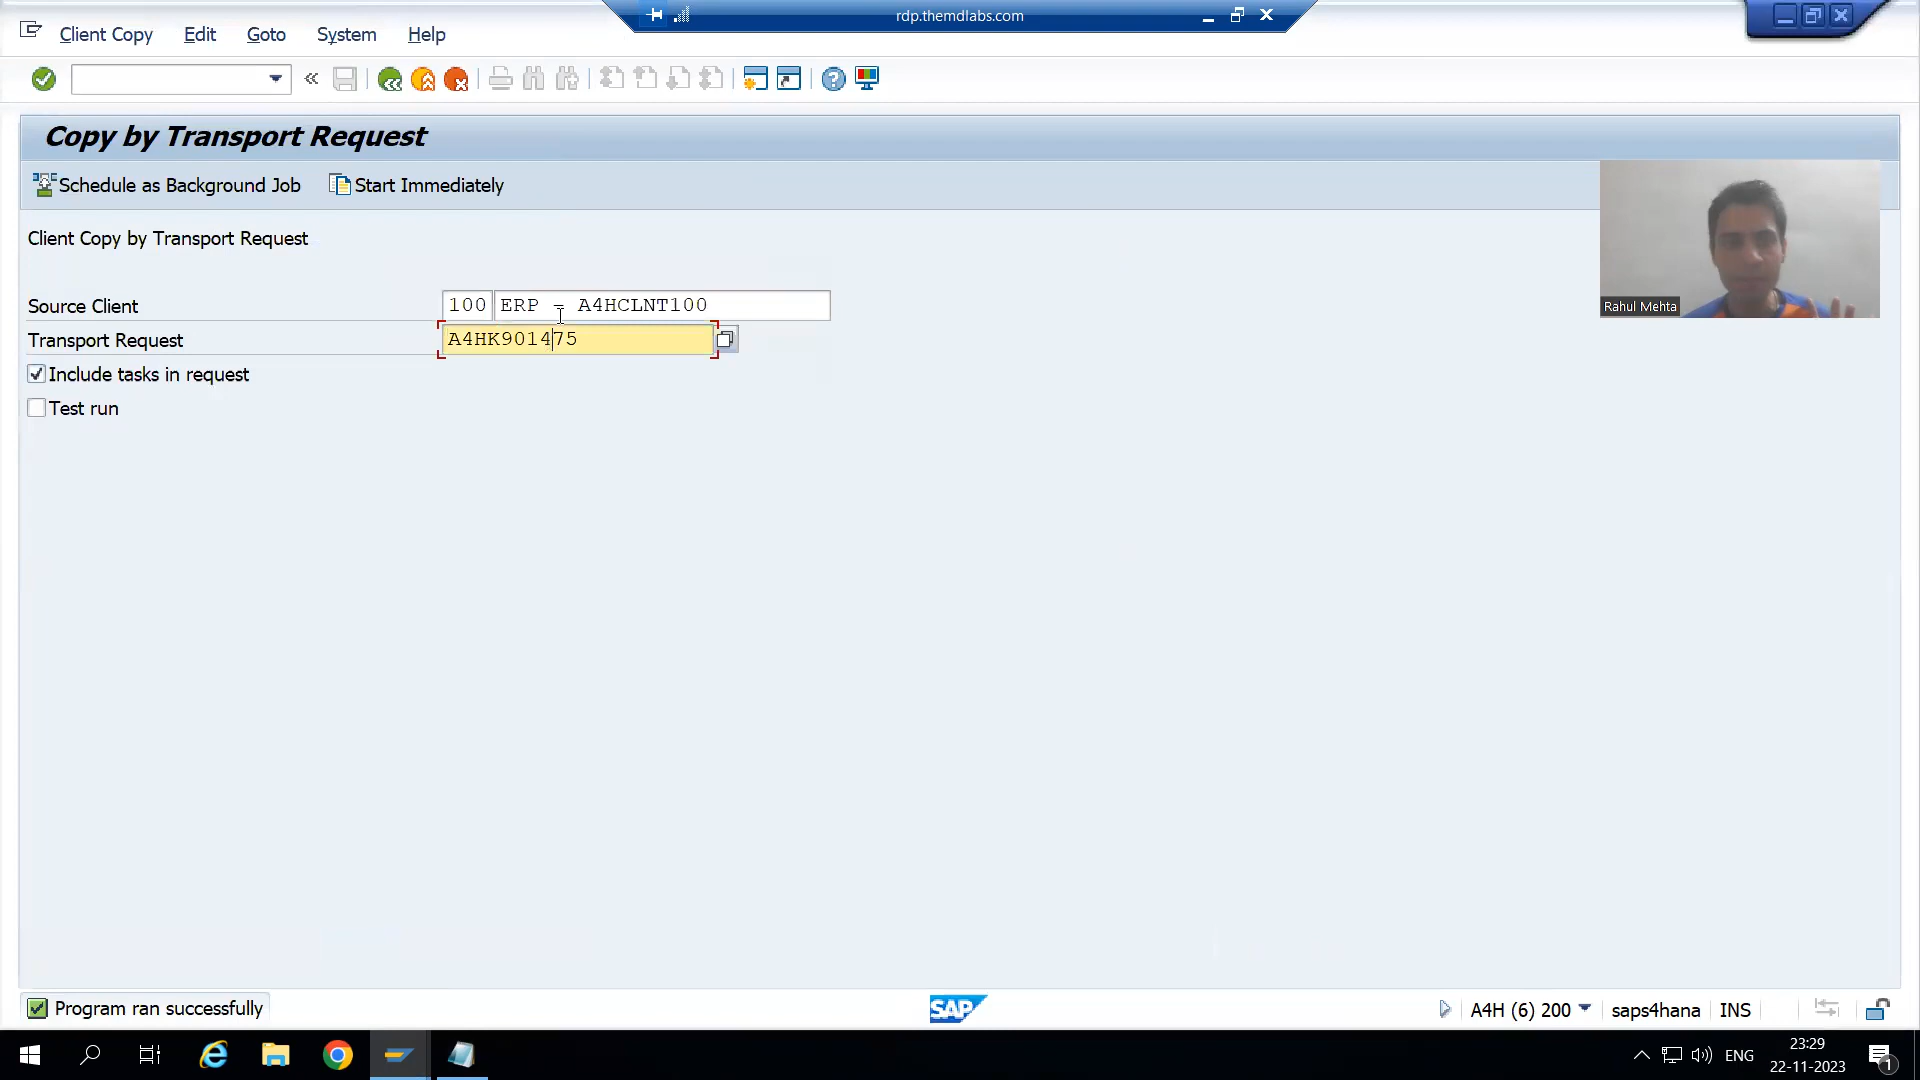 rdp.themdlabs.com
Client Copy Edit Goto System Help
Copy by Transport Request
Schedule as Background Job Start Immediately
Client Copy by Transport Request
Source Client 100 ERP - A4HCLNT100
Transport Request A4HK901475
Include tasks in request
Test run
Rahul Mehta
Program ran successfully SAP A4H (6) 200 saps4hana INS
ENG 23:29
22-11-2023 1